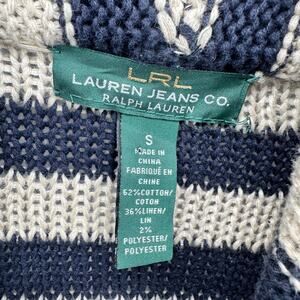 LRL
LAUREN JEANS CO.
RALPH LAUREN
S
MADE IN
CHINA
FABRIQUÉ EN
CHINE
62%COTTON/
COTON
36%LINEN/
LIN
2%
POLYESTER/
POLYESTER